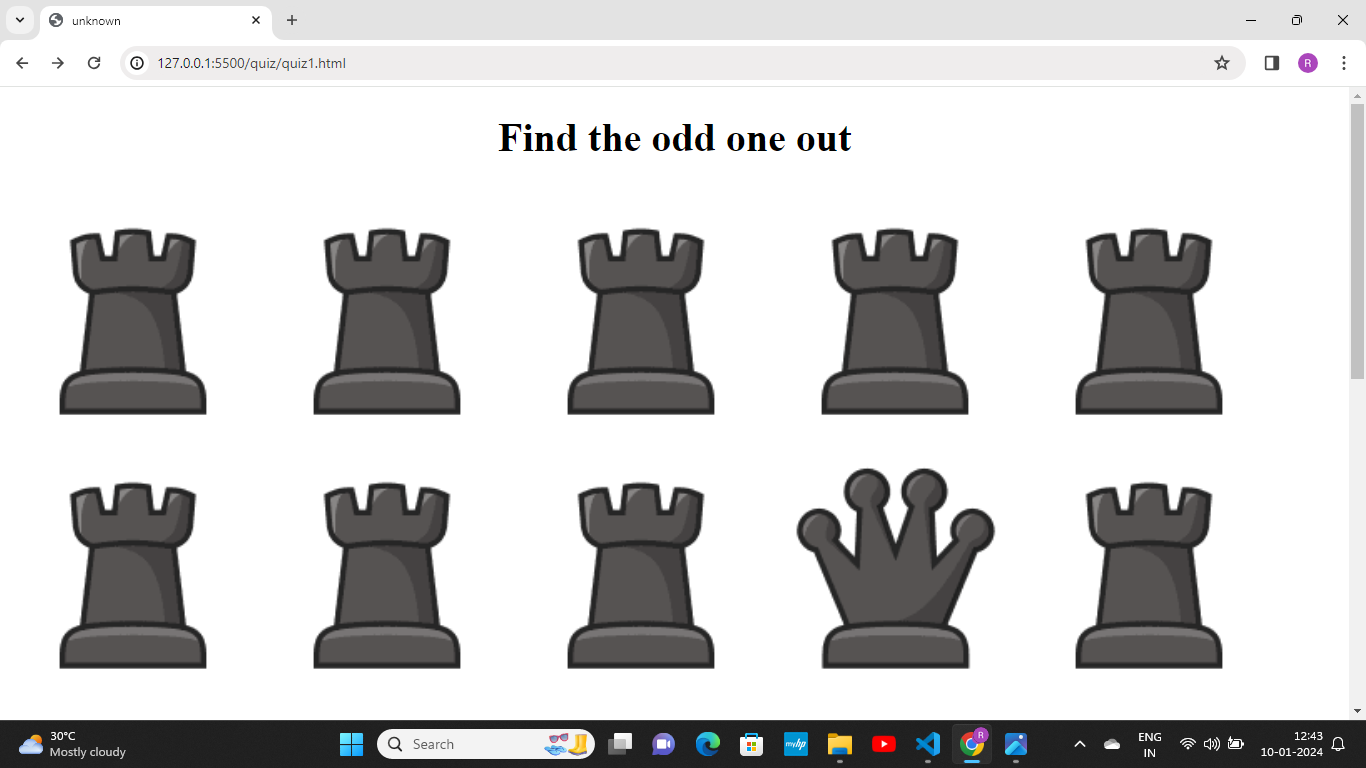 unknown
127.0.0.1:5500/quiz/quiz1.html
R
Find the odd one out
30°C
Mostly cloudy
Search
myhp
R
ENG
IN
12:43
10-01-2024